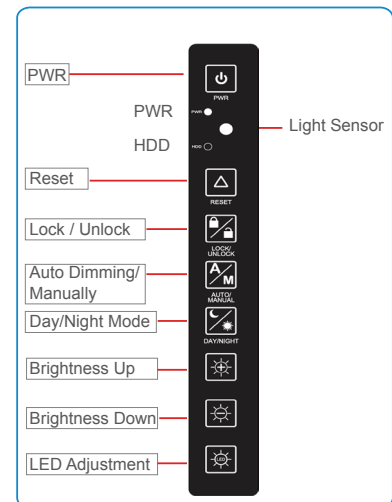 PWR
PWR
PWR
PWR
Light Sensor
HDD
HDD
Reset
RESET
Lock / Unlock
LOCK/
UNLOCK
Auto Dimming/
Manually
A/M
AUTO/
MANUAL
Day/Night Mode
DAY/NIGHT
Brightness Up
Brightness Down
LED Adjustment
LED